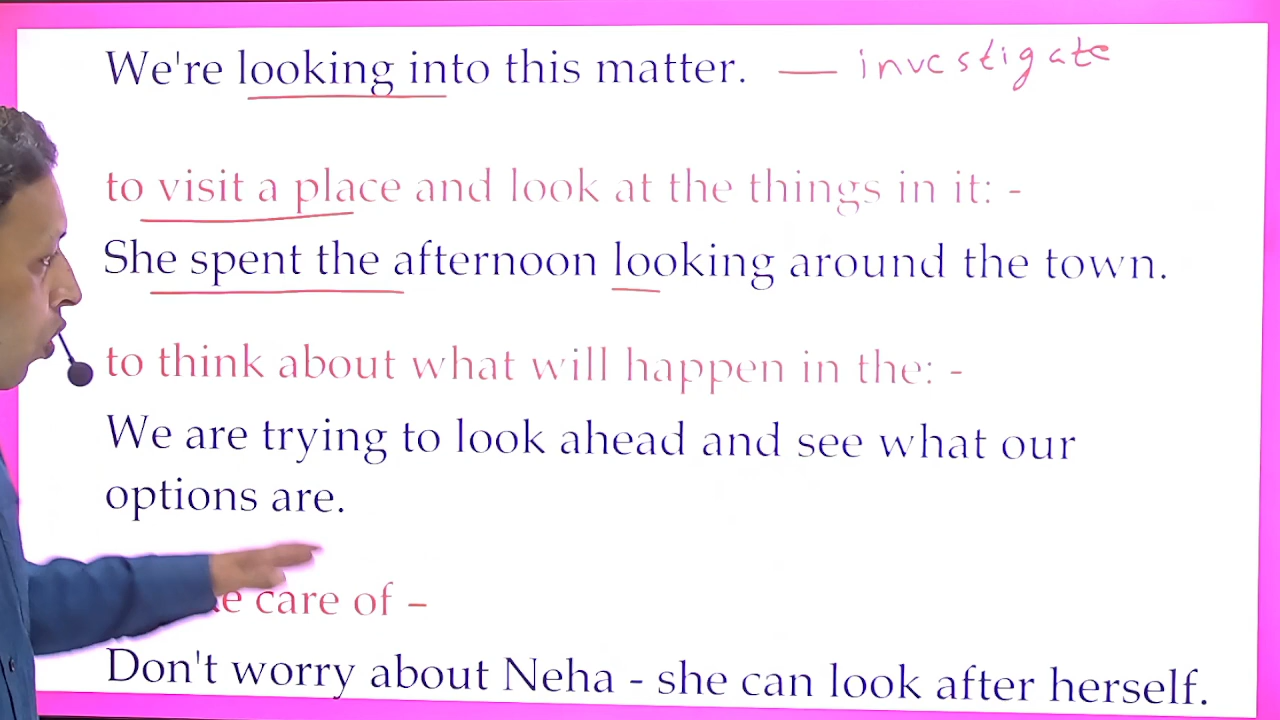 We're looking into this matter. — investigate
to visit a place and look at the things in it: -
She spent the afternoon looking around the town.
to think about what will happen in the: -
We are trying to look ahead and see what our
options are.
care of –
Don't worry about Neha - she can look after herself.